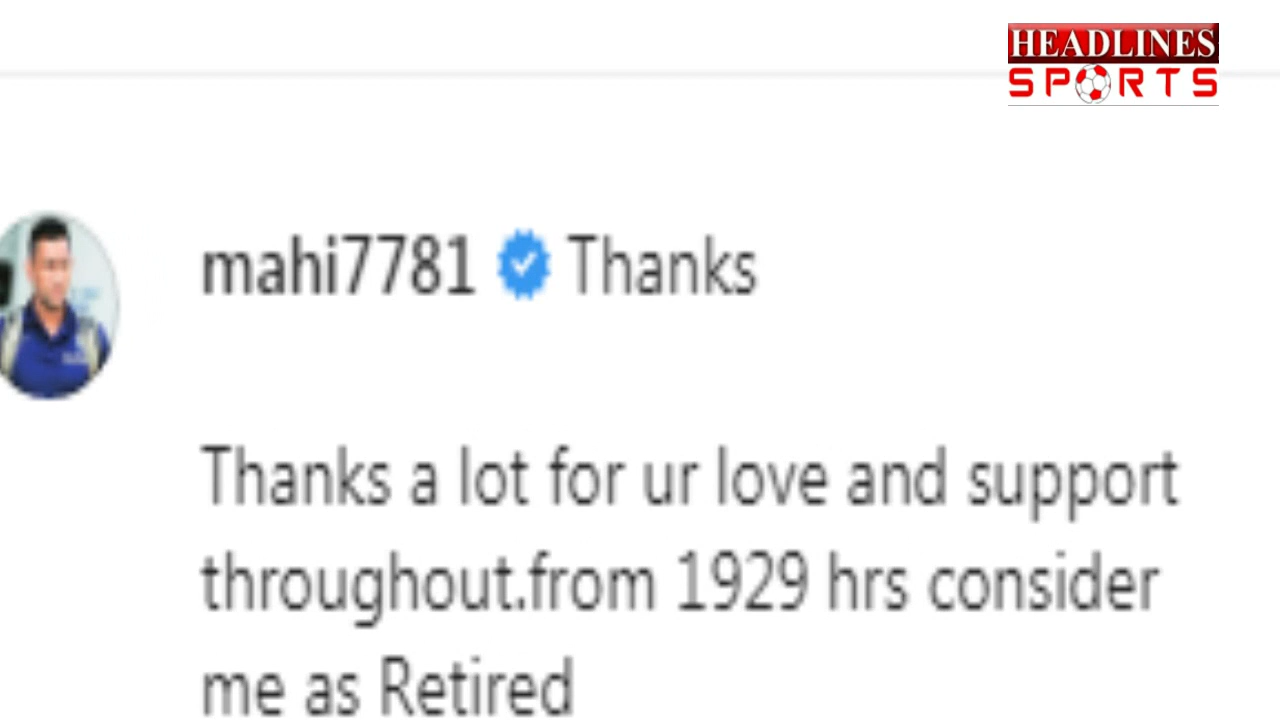 HEADLINES
SPORTS
mahi7781 Thanks
Thanks a lot for ur love and support
throughout.from 1929 hrs consider
me as Retired